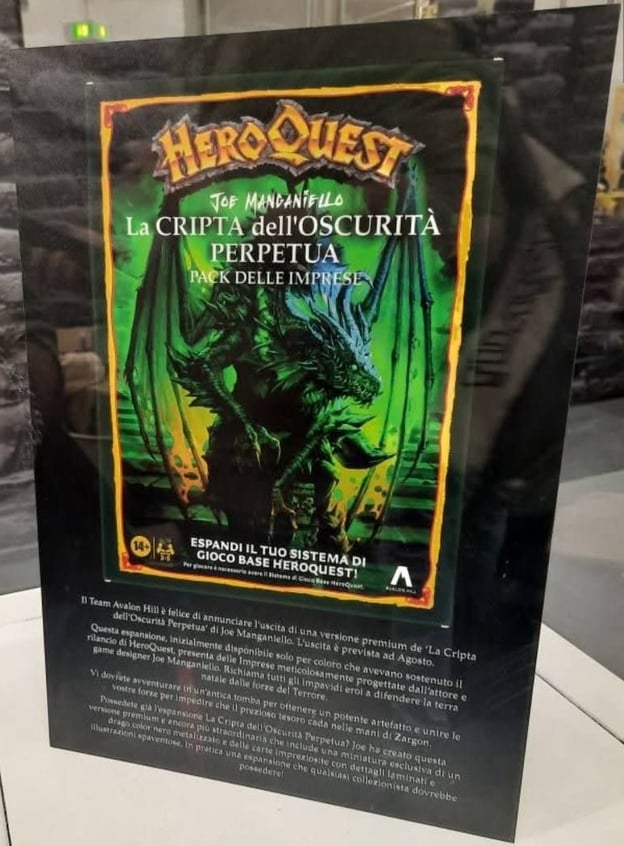 HEROQUEST
JOE MANGANIELLO
La CRIPTA dell'OSCURITÀ
PERPETUA
PACK DELLE IMPRESE
14+
2-5
ESPANDI IL TUO SISTEMA DI
GIOCO BASE HEROQUEST!
Per giocare è necessario avere il Sistema di Gioco Base HeroQuest.
AVALON HILL
Il Team Avalon Hill è felice di annunciare l'uscita di una versione premium de 'La Cripta
dell'Oscurità Perpetua' di Joe Manganiello. L'uscita è prevista ad Agosto.
Questa espansione, inizialmente disponibile solo per coloro che avevano sostenuto il
rilancio di HeroQuest, presenta delle Imprese meticolosamente progettate dall'attore e
game designer Joe Manganiello. Richiama tutti gli impavidi eroi a difendere la terra
natale dalle forze del Terrore.
Vi dovrete avventurare in un'antica tomba per ottenere un potente artefatto e unire le
vostre forze per impedire che il prezioso tesoro cada nelle mani di Zargon.
Possedete già l'espansione La Cripta dell'Oscurità Perpetua? Joe ha creato questa
versione premium e ancora più straordinaria che include una miniatura esclusiva di un
drago color nero metallizzato e delle carte impreziosite con dettagli laminati e
illustrazioni spaventose. In pratica una espansione che qualsiasi collezionista dovrebbe
possedere!